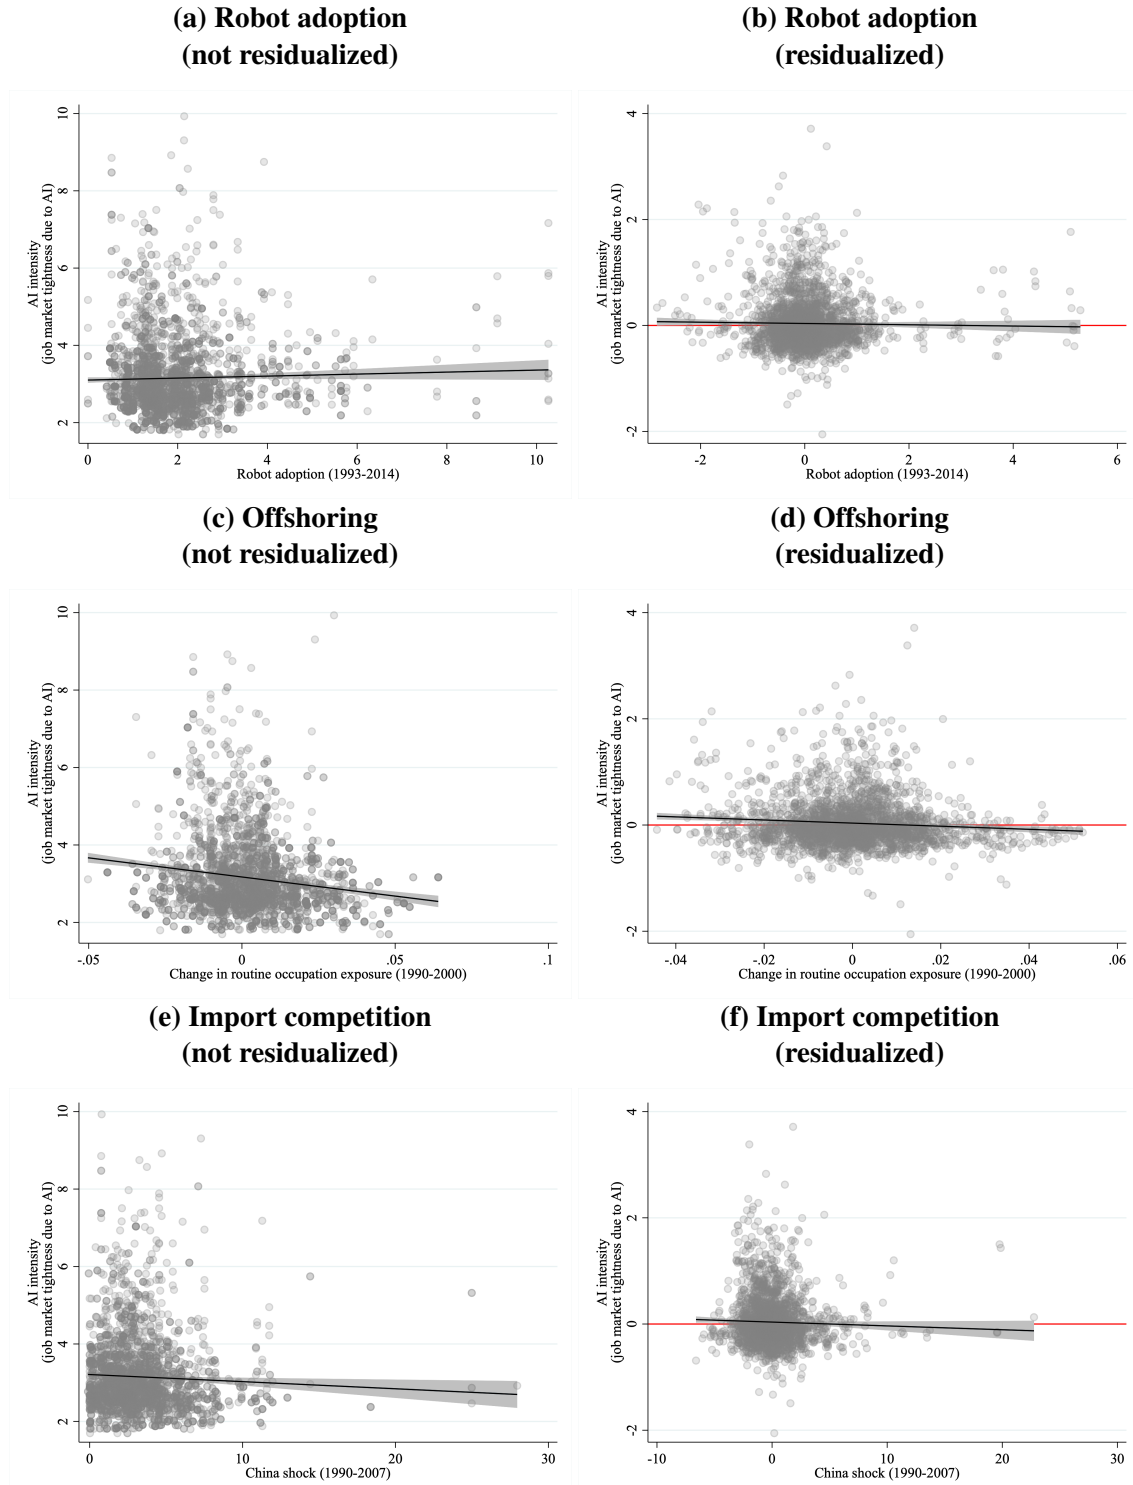 (a) Robot adoption
(not residualized)
AI intensity
(job market tightness due to AI)
10
8
6
4
2
0 2 4 6 8 10
Robot adoption (1993-2014)
(b) Robot adoption
(residualized)
AI intensity
(job market tightness due to AI)
4
2
0
-2
-2 0 2 4 6
Robot adoption (1993-2014)
(c) Offshoring
(not residualized)
AI intensity
(job market tightness due to AI)
10
8
6
4
2
-.05 0 .05 .1
Change in routine occupation exposure (1990-2000)
(d) Offshoring
(residualized)
AI intensity
(job market tightness due to AI)
4
2
0
-2
-.04 -.02 0 .02 .04 .06
Change in routine occupation exposure (1990-2000)
(e) Import competition
(not residualized)
AI intensity
(job market tightness due to AI)
10
8
6
4
2
0 10 20 30
China shock (1990-2007)
(f) Import competition
(residualized)
AI intensity
(job market tightness due to AI)
4
2
0
-2
-10 0 10 20 30
China shock (1990-2007)